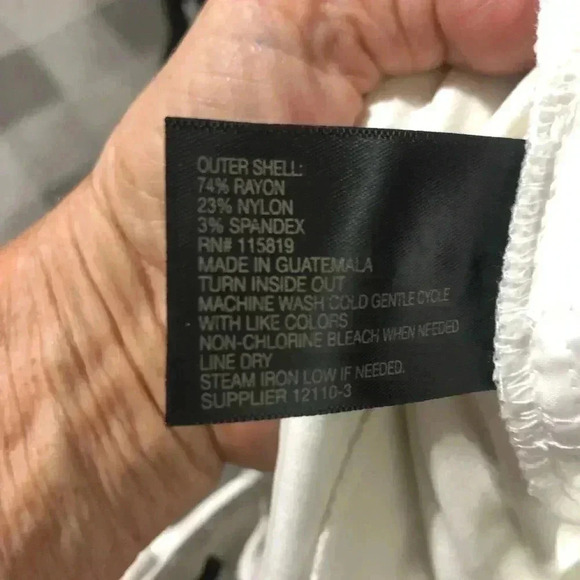 OUTER SHELL:
74% RAYON
23% NYLON
3% SPANDEX
RN# 115819
MADE IN GUATEMALA
TURN INSIDE OUT
MACHINE WASH COLD GENTLE CYCLE
WITH LIKE COLORS
NON-CHLORINE BLEACH WHEN NEEDED
LINE DRY
STEAM IRON LOW IF NEEDED.
SUPPLIER 12110-3